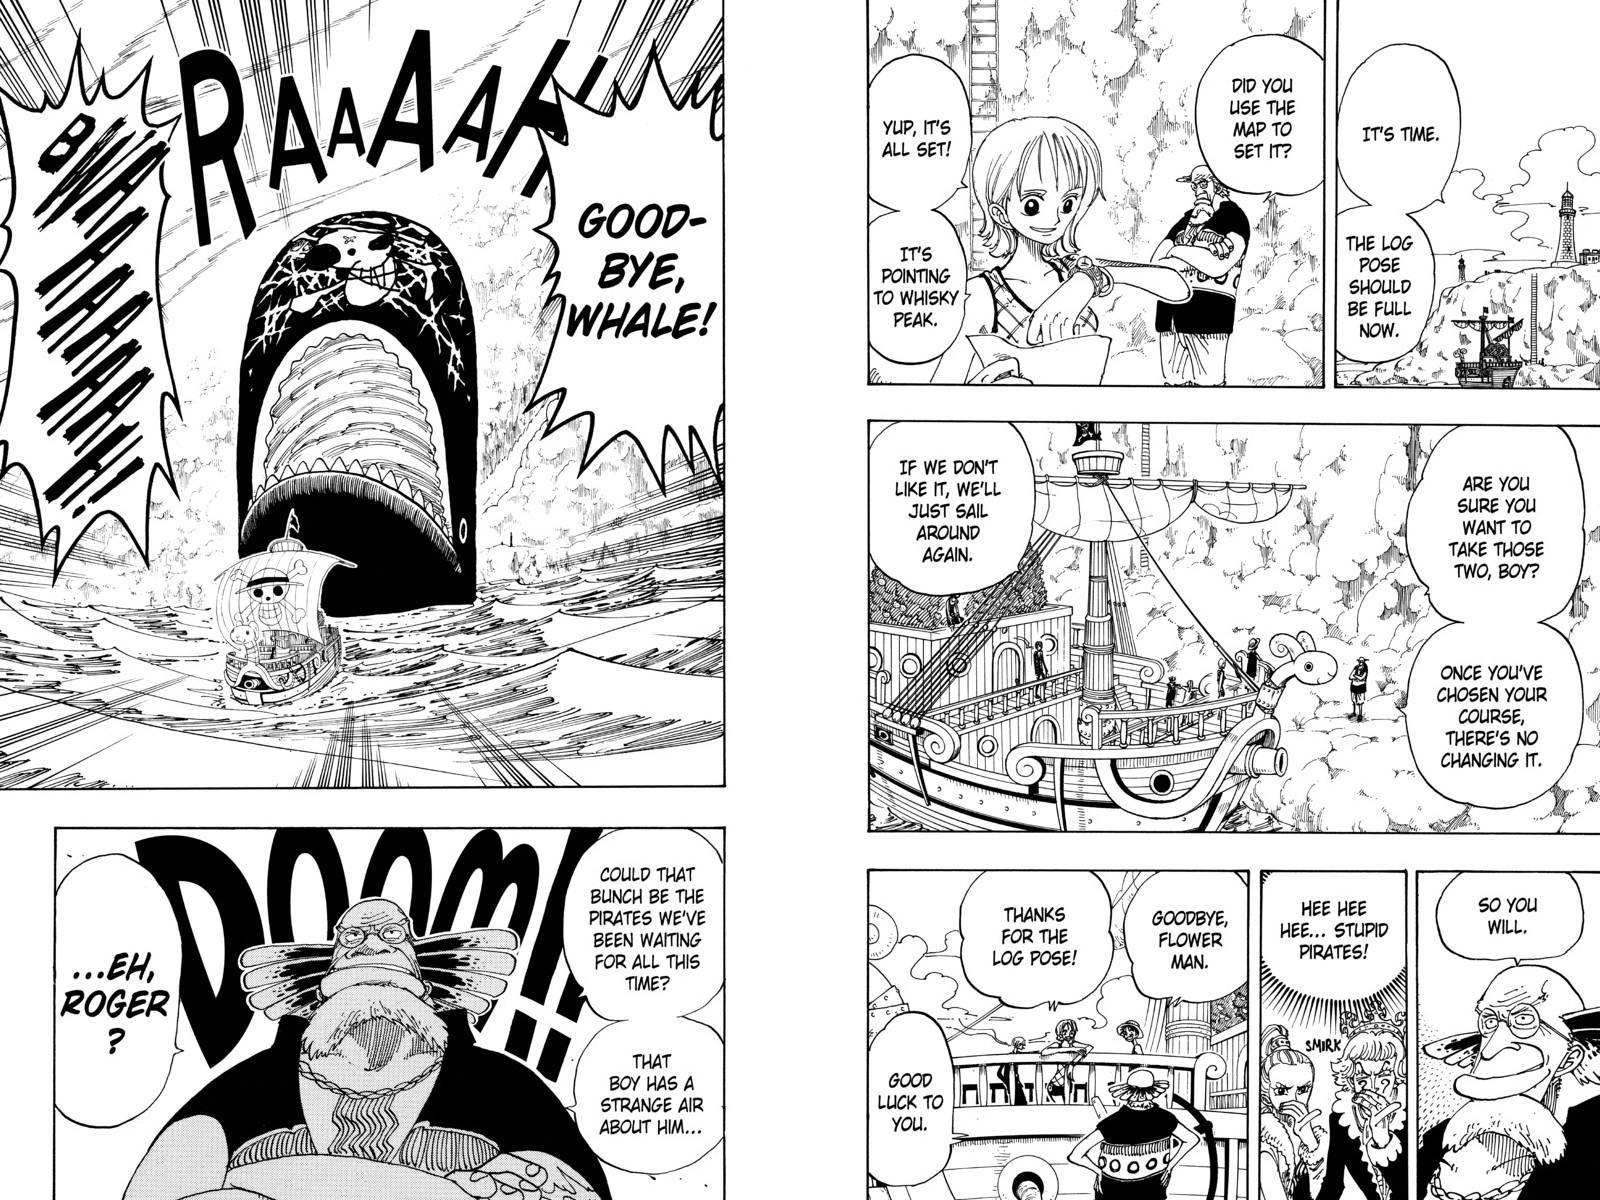 IT'S TIME.
THE LOG
POSE
SHOULD
BE FULL
NOW.
DID YOU
USE THE
MAP TO
SET IT?
YUP, IT'S
ALL SET!
IT'S
POINTING
TO WHISKY
PEAK.
ARE YOU
SURE YOU
WANT TO
TAKE THOSE
TWO, BOY?
ONCE YOU'VE
CHOSEN YOUR
COURSE,
THERE'S NO
CHANGING IT.
IF WE DON'T
LIKE IT, WE'LL
JUST SAIL
AROUND
AGAIN.
SO YOU
WILL.
HEE HEE
HEE... STUPID
PIRATES!
SMIRK
GOODBYE,
FLOWER
MAN.
THANKS
FOR THE
LOG POSE!
GOOD
LUCK TO
YOU.
GOOD-
BYE,
WHALE!
RAAAAAH
BWAAAAAAAH!!
COULD THAT
BUNCH BE THE
PIRATES WE'VE
BEEN WAITING
FOR ALL THIS
TIME?
THAT
BOY HAS A
STRANGE AIR
ABOUT HIM...
DOOM!!
...EH,
ROGER
?